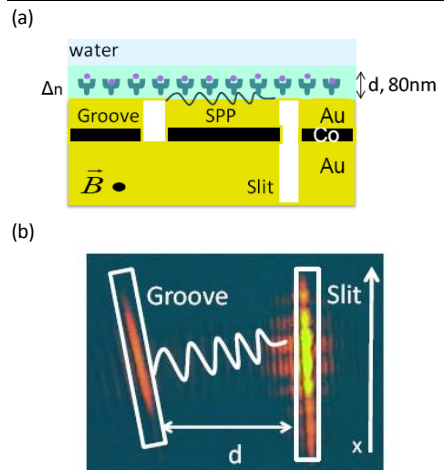 (a)
water
Δn
d, 80nm
Groove
SPP
Au
Co
Au
B
Slit
(b)
Groove
Slit
d
x